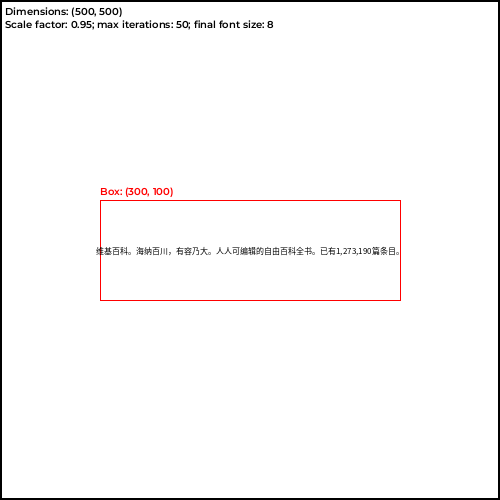 Dimensions: (500, 500)
Scale factor: 0.95; max iterations: 50; final font size: 8
Box: (300, 100)
维基百科。海纳百川，有容乃大。人人可编辑的自由百科全书。已有1,273,190篇条目。